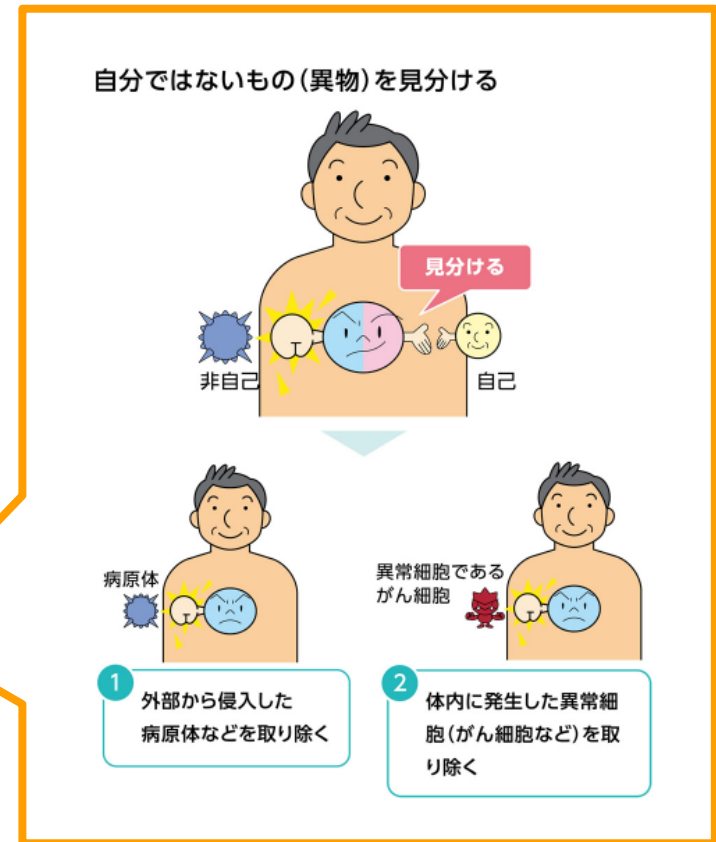 自分ではないもの(異物)を見分ける
見分ける
非自己
自己
病原体
異常細胞である
がん細胞
1
外部から侵入した
病原体などを取り除く
2
体内に発生した異常細
胞(がん細胞など)を取
り除く